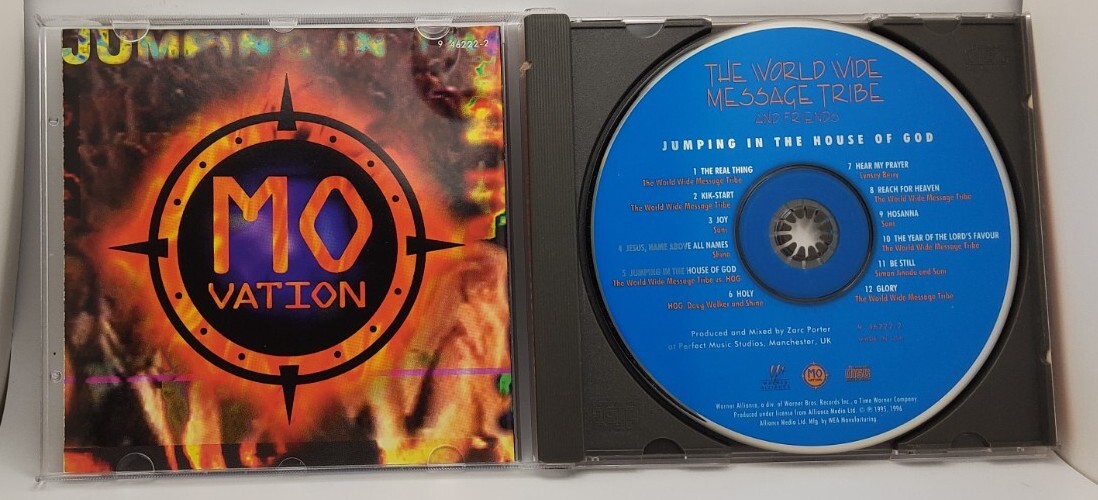 JUMPING IN
9 46222-2
MO
VATION
THE WORLD WIDE
MESSAGE TRIBE
AND FRIENDS
JUMPING IN THE HOUSE OF GOD
1 THE REAL THING
The World Wide Message Tribe
2 KIK-START
The World Wide Message Tribe
3 JOY
Sani
4 JESUS, NAME ABOVE ALL NAMES
Shine
5 JUMPING IN THE HOUSE OF GOD
The World Wide Message Tribe vs. HOG
6 HOLY
HOG, Doug Walker and Shine
7 HEAR MY PRAYER
8 REACH FOR HEAVEN
The World Wide Message Tribe
9 HOSANNA
Sani
10 THE YEAR OF THE LORD'S FAVOUR
The World Wide Message Tribe
11 BE STILL
and Sani
12 GLORY
The World Wide Message Tribe
Produced and Mixed by Zarc Porter
at Perfect Music Studios, Manchester, UK
9 46222-2
MO
VATION
disc
Warner Alliance, a div. of Warner Bros. Records Inc., a Time Warner Company
Produced under license from Alliance Media Ltd. © ℗ 1995, 1996
Alliance Media Ltd. Mfg. by WEA Manufacturing